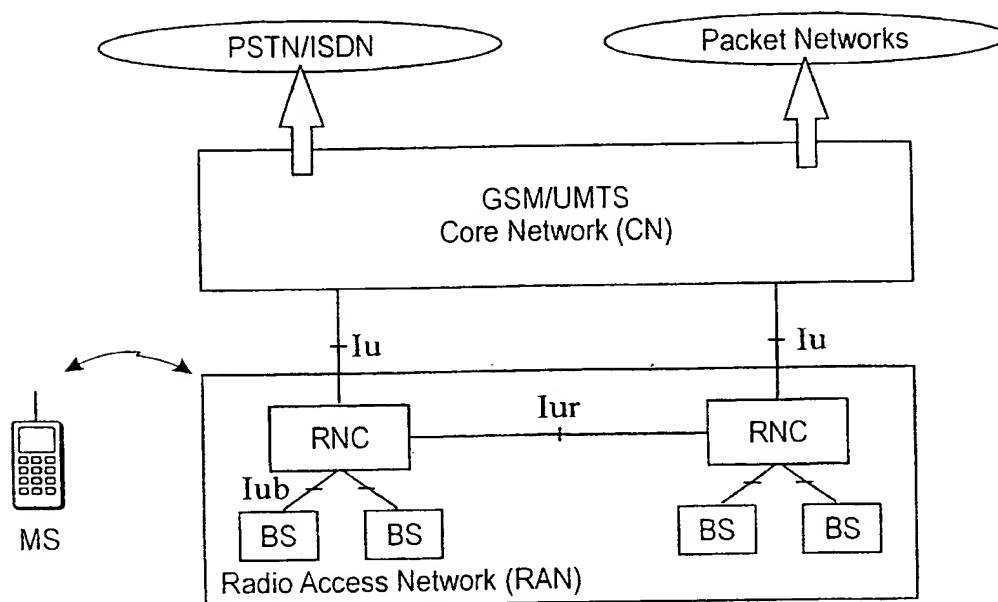 PSTN/ISDN
Packet Networks
GSM/UMTS
Core Network (CN)
Iu
Iu
Iur
RNC
RNC
Iub
BS
BS
BS
BS
MS
Radio Access Network (RAN)